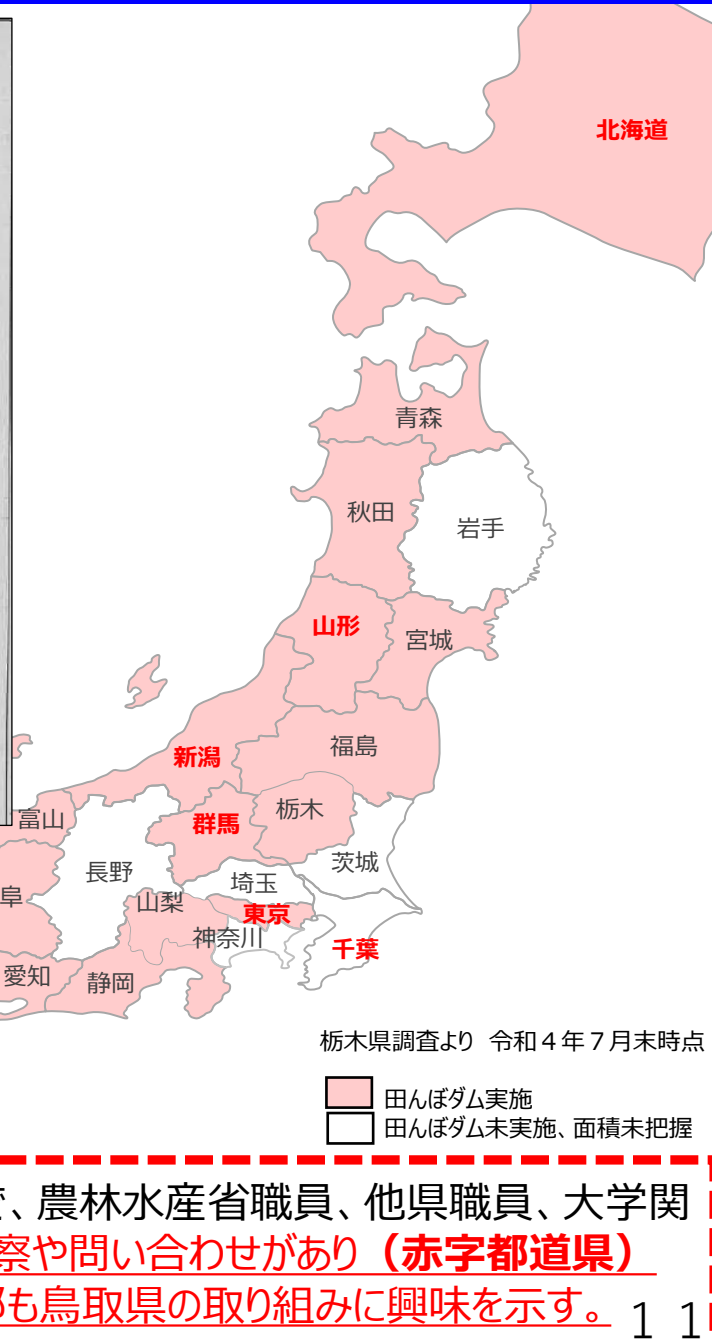 北海道
青森
秋田
岩手
山形
宮城
新潟
福島
富山
群馬
栃木
長野
茨城
埼玉
阜
山梨
東京
神奈川
千葉
愛知
静岡
栃木県調査より 令和４年７月末時点
田んぼダム実施
田んぼダム未実施、面積未把握
、農林水産省職員、他県職員、大学関
察や問い合わせがあり（赤字都道県）
も鳥取県の取り組みに興味を示す。
１１